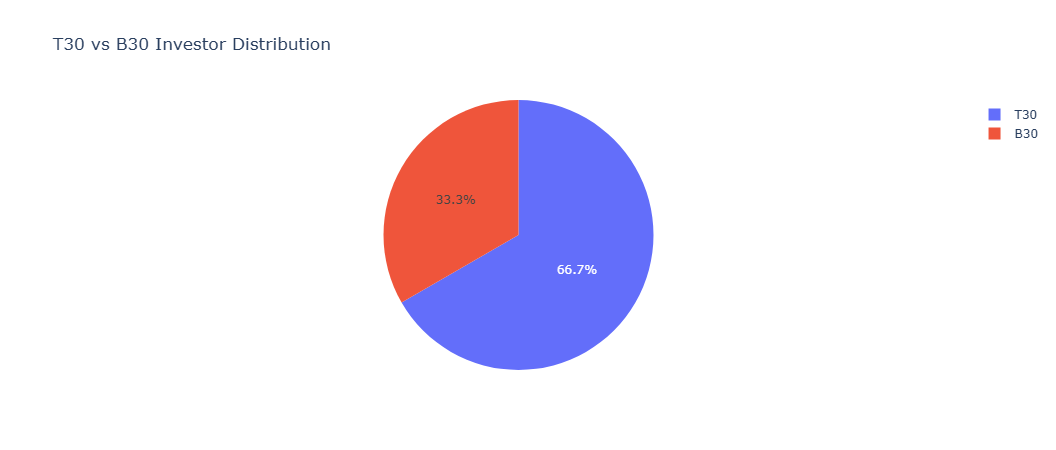 T30 vs B30 Investor Distribution
T30
B30
33.3%
66.7%